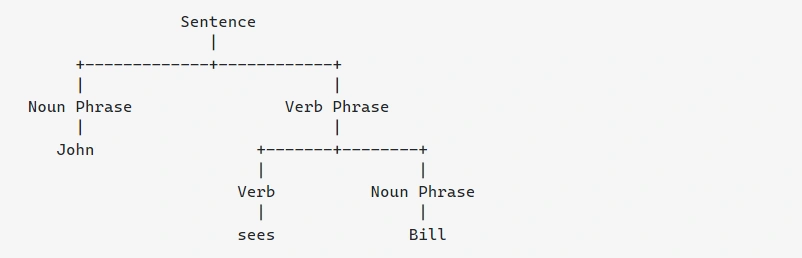 Sentence
|
+-------------+------------+
| |
Noun Phrase Verb Phrase
| |
John +-------+--------+
| |
Verb Noun Phrase
| |
sees Bill